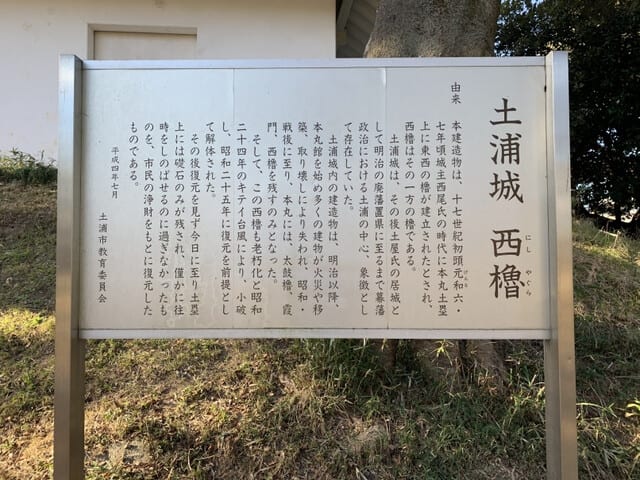 土浦城 西櫓
にし やぐら
由来 本建造物は、十七世紀初頭元和六・
げんな
七年頃城主西尾氏の時代に本丸土塁
上に東西の櫓が建立されたとされ、
西櫓はその一方の櫓である。
土浦城は、その後土屋氏の居城と
して明治の廃藩置県に至るまで幕藩
政治における土浦の中心、象徴とし
て存在していた。
土浦城内の建造物は、明治以降、
本丸館を始め多くの建物が火災や移
築、取り壊しにより失われ、昭和・
戦後に至り、本丸には、太鼓櫓、霞
門、西櫓を残すのみとなった。
そして、この西櫓も老朽化と昭和
二十四年のキテイ台風により、小破
し、昭和二十五年に復元を前提とし
て解体された。
その後復元を見ず今日に至り土塁
上には礎石のみが残され、僅かに往
時をしのばせるのに過ぎなかったも
のを、市民の浄財をもとに復元した
ものである。
平成四年七月
土浦市教育委員会